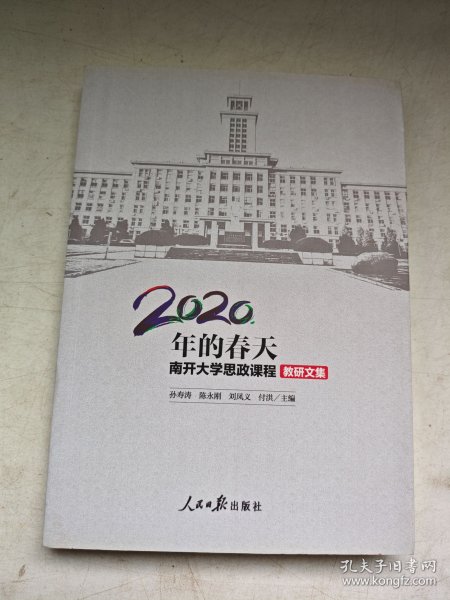 2020.
年的春天
南开大学思政课程 教研文集
孙寿涛 陈永刚 刘凤义 付洪／主编
人民日报出版社
孔夫子旧书网
www.kongfz.com